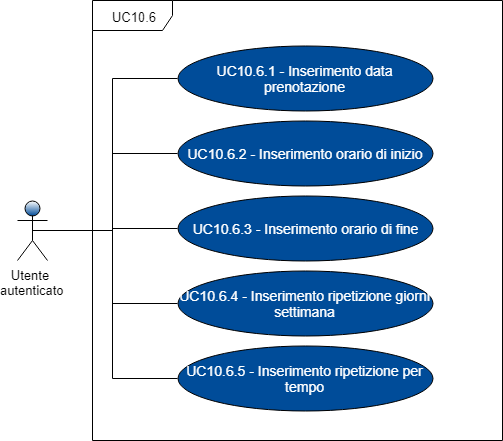 UC10.6
UC10.6.1 - Inserimento data
prenotazione
UC10.6.2 - Inserimento orario di inizio
UC10.6.3 - Inserimento orario di fine
Utente
autenticato
UC10.6.4 - Inserimento ripetizione giorni
settimana
UC10.6.5 - Inserimento ripetizione per
tempo